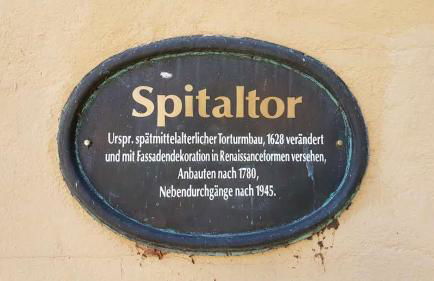 Spitaltor
Urspr. spätmittelalterlicher Torturmbau, 1628 verändert
und mit Fassadendekoration in Renaissanceformen versehen,
Anbauten nach 1780,
Nebendurchgänge nach 1945.